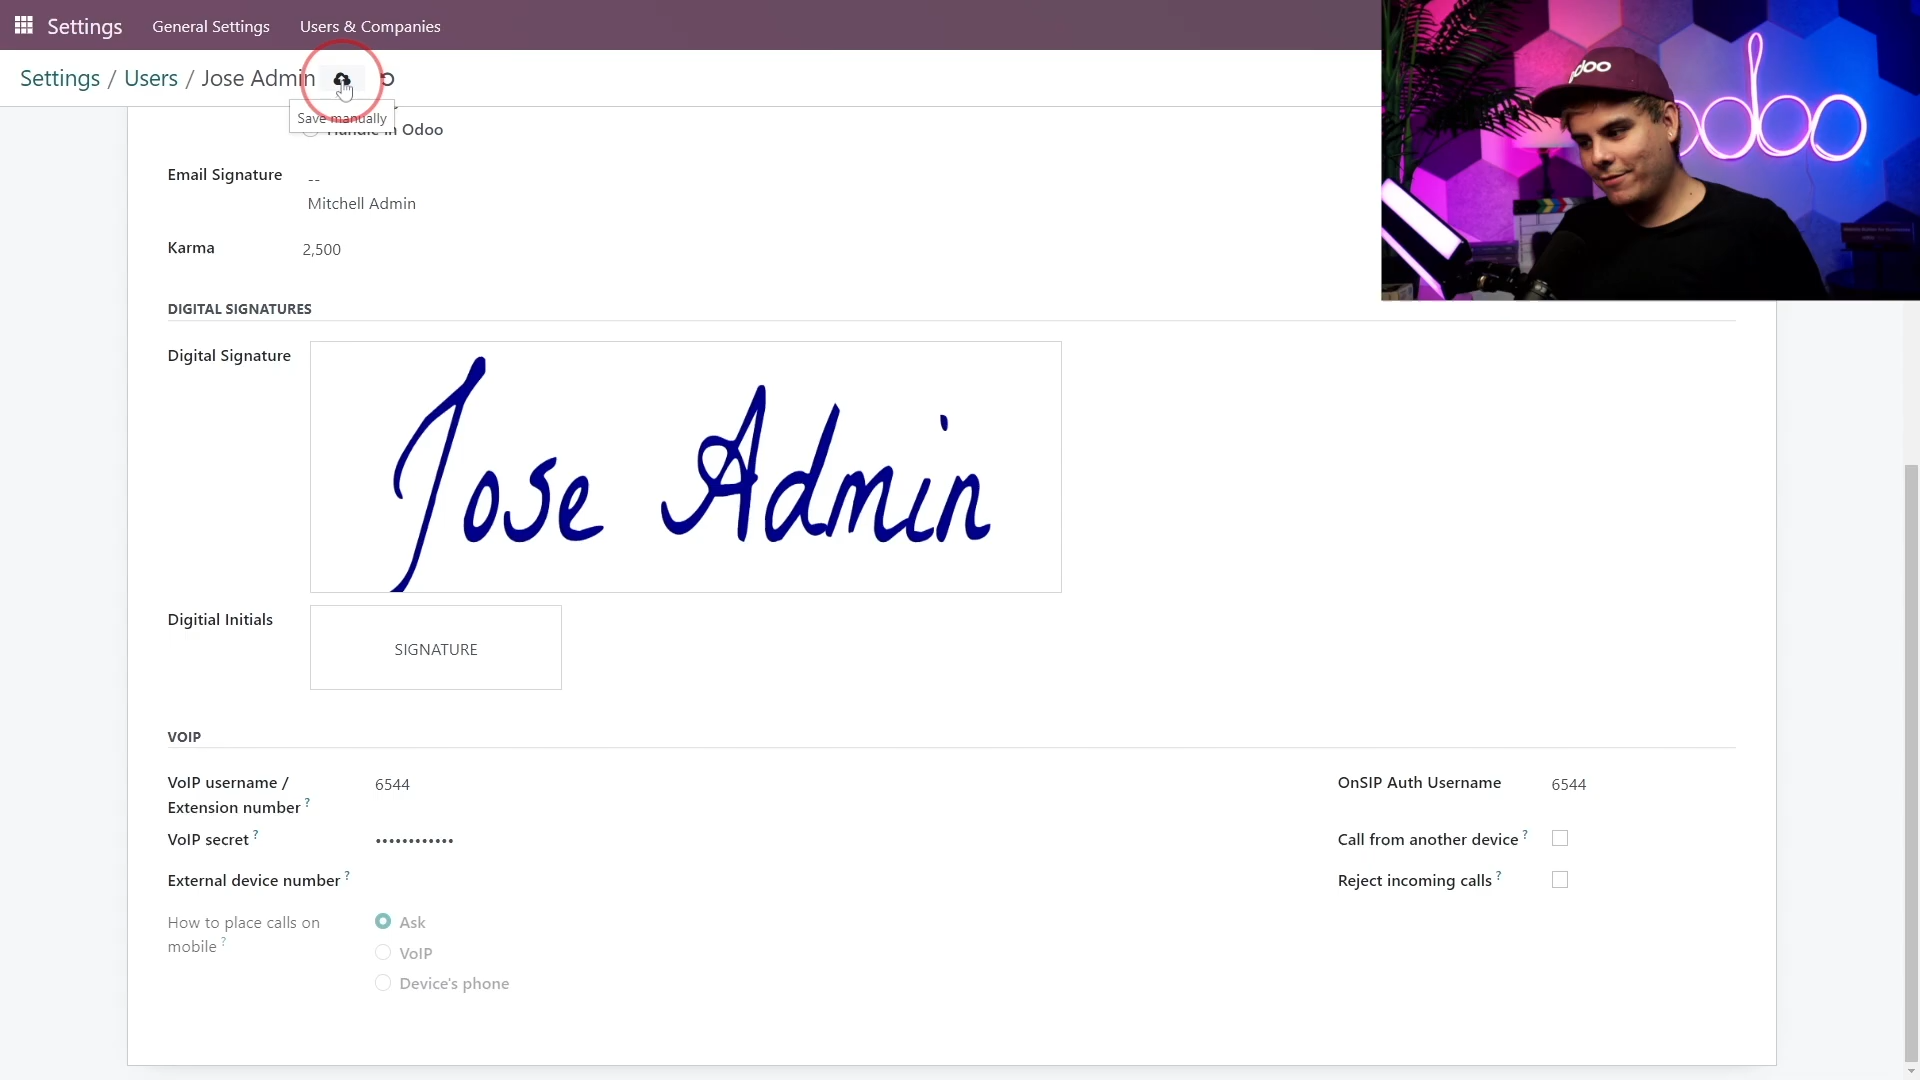 Settings General Settings Users & Companies
Settings / Users / Jose Admin
Save manually
Handle in Odoo
Email Signature --
Mitchell Admin
Karma 2,500
DIGITAL SIGNATURES
Digital Signature
Jose Admin
Digitial Initials
SIGNATURE
VOIP
VoIP username / 6544 OnSIP Auth Username 6544
Extension number ?
VoIP secret ? •••••••••••• Call from another device ?
External device number ? Reject incoming calls ?
How to place calls on Ask
mobile ?
VoIP
Device's phone
odoo
odoo